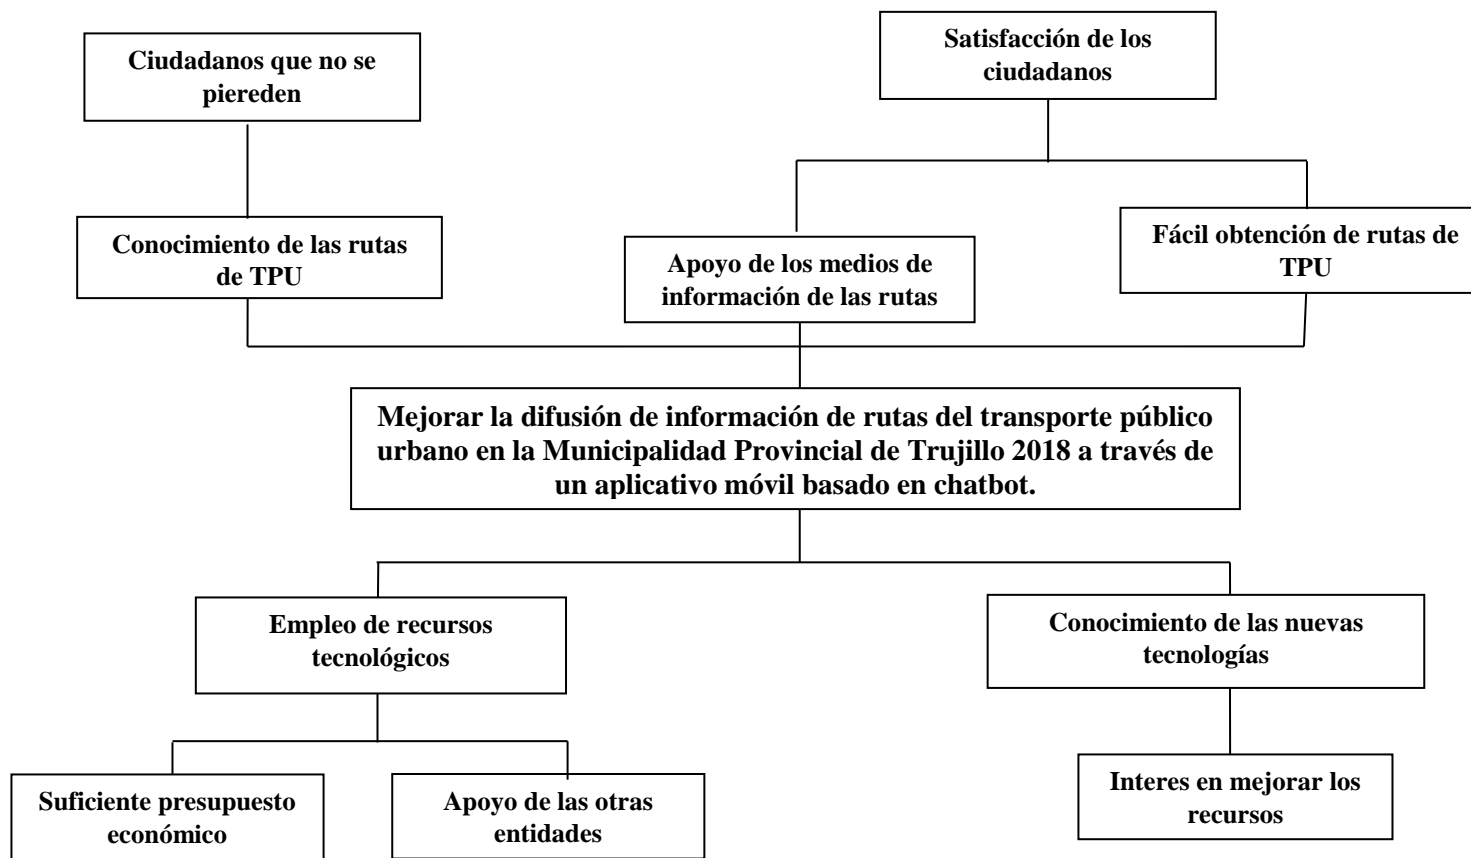 Ciudadanos que no se
piereden
Satisfacción de los
ciudadanos
Conocimiento de las rutas
de TPU
Apoyo de los medios de
información de las rutas
Fácil obtención de rutas de
TPU
Mejorar la difusión de información de rutas del transporte público
urbano en la Municipalidad Provincial de Trujillo 2018 a través de
un aplicativo móvil basado en chatbot.
Empleo de recursos
tecnológicos
Conocimiento de las nuevas
tecnologías
Suficiente presupuesto
económico
Apoyo de las otras
entidades
Interes en mejorar los
recursos